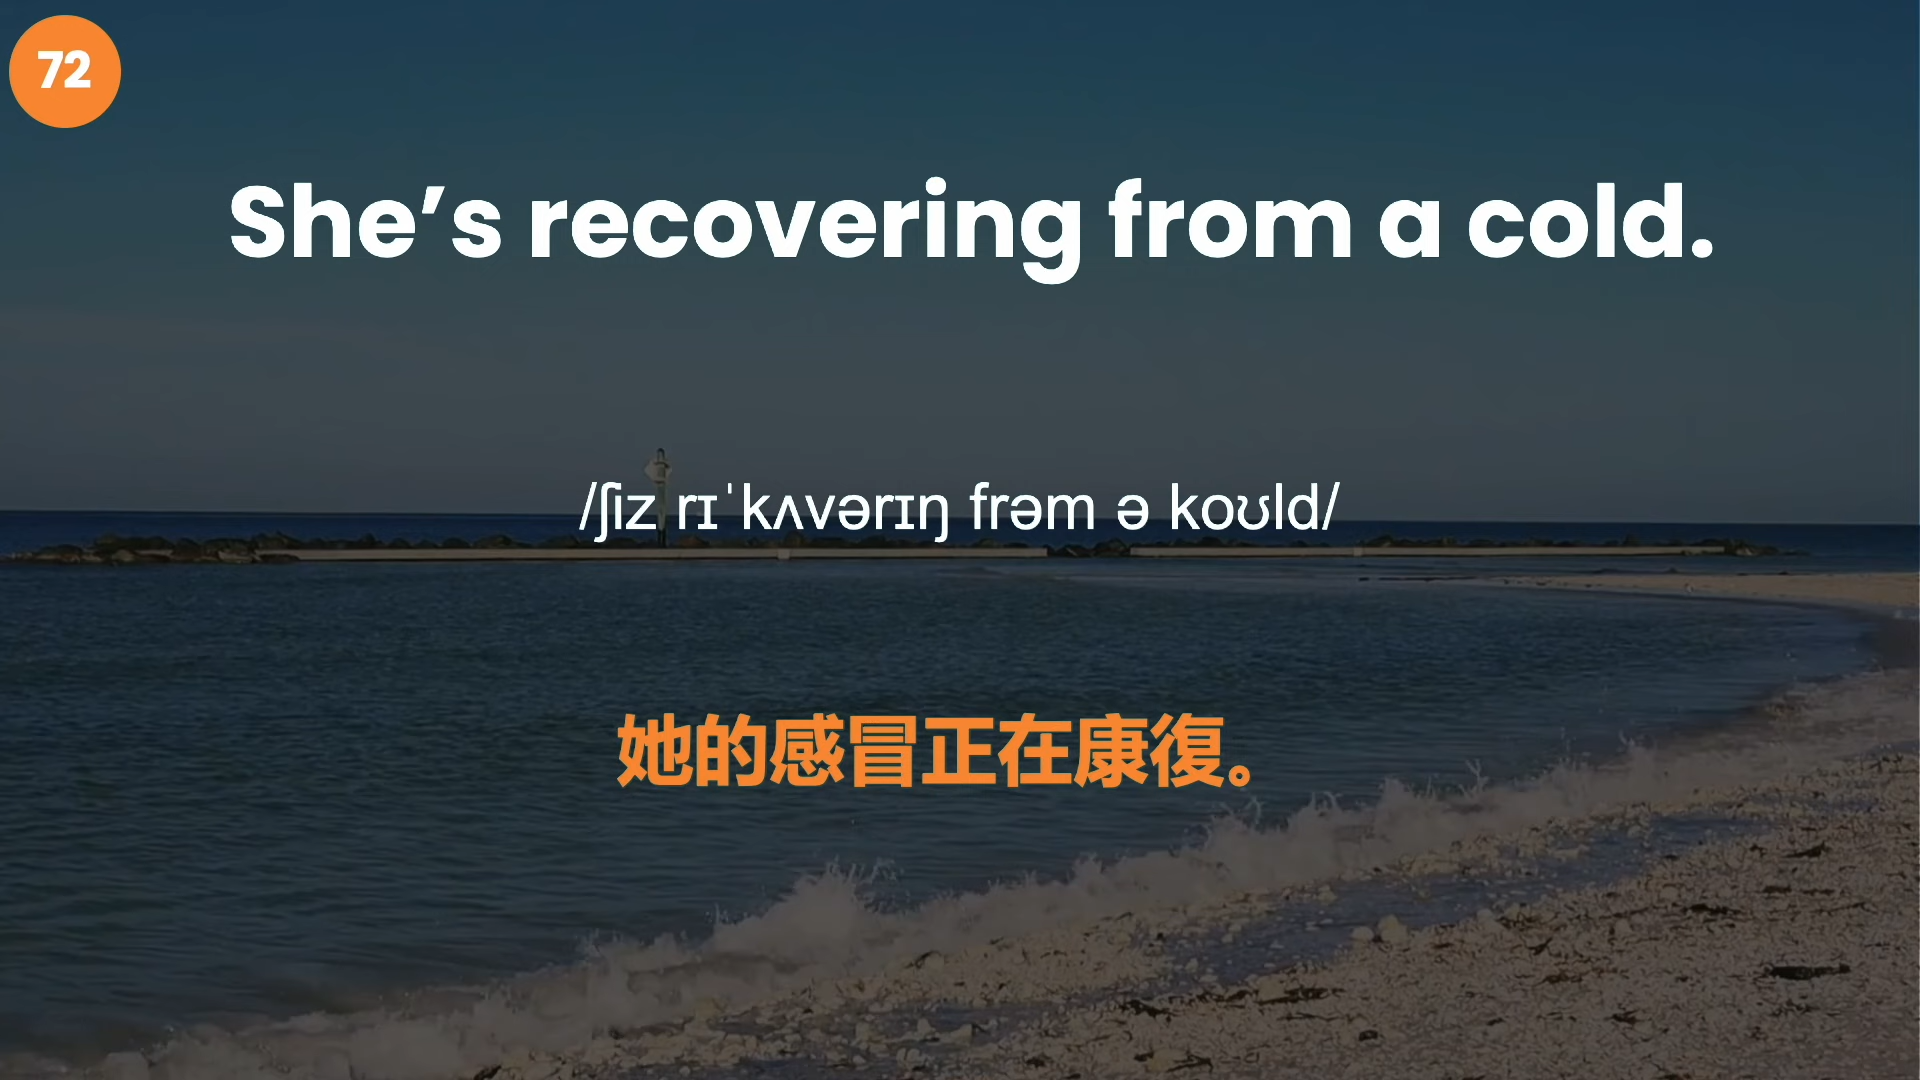 72
She’s recovering from a cold.
/ʃiz rɪˈkʌvərɪŋ frəm ə koʊld/
她的感冒正在康復。